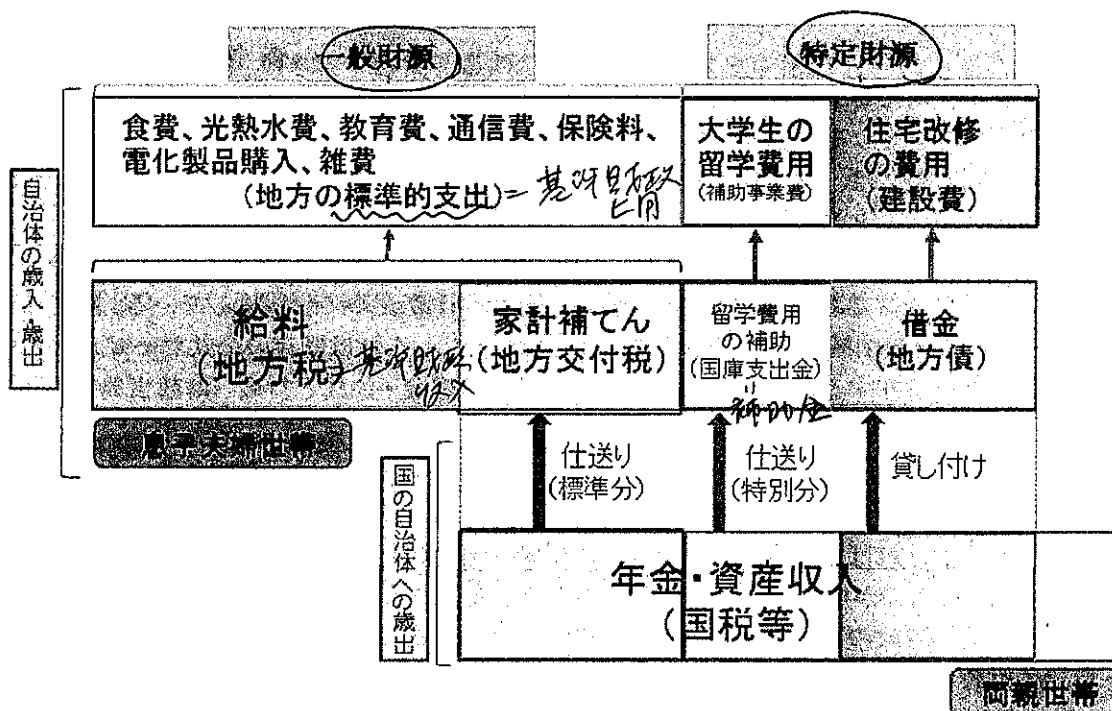 一般財源
特定財源
食費、光熱水費、教育費、通信費、保険料、
電化製品購入、雑費
(地方の標準的支出)=
大学生の
留学費用
(補助事業費)
住宅改修
の費用
(建設費)
自治体の歳入・歳出
給料
(地方税)
家計補てん
(地方交付税)
留学費用
の補助
(国庫支出金)
補助金
借金
(地方債)
息子夫婦世帯
国の自治体への歳出
仕送り
(標準分)
仕送り
(特別分)
貸し付け
年金・資産収入
(国税等)
両親世帯